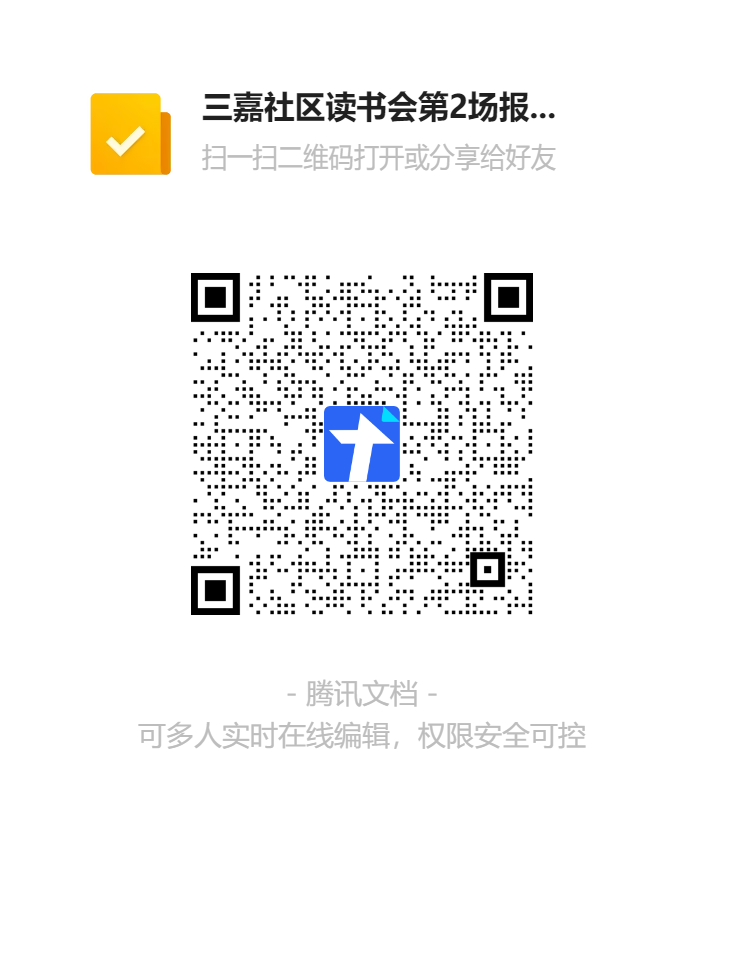 三嘉社区读书会第2场报...
扫一扫二维码打开或分享给好友
- 腾讯文档 -
可多人实时在线编辑，权限安全可控